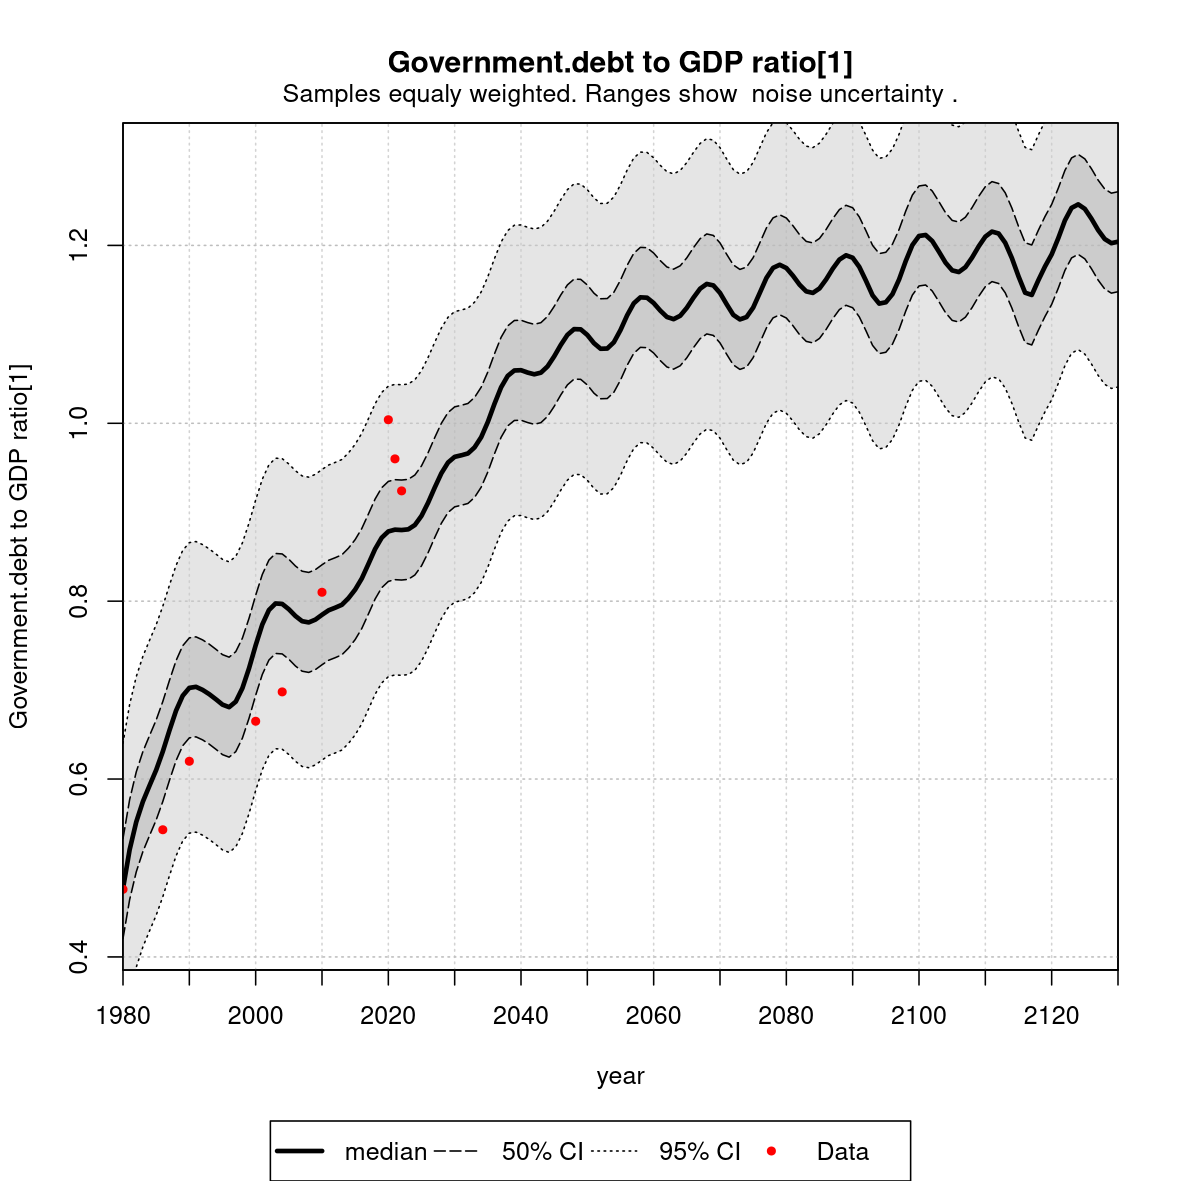 Government.debt to GDP ratio[1]
Samples equaly weighted. Ranges show  noise uncertainty .
Government.debt to GDP ratio[1]
1.2
1.0
0.8
0.6
0.4
1980 2000 2020 2040 2060 2080 2100 2120
year
median 50% CI 95% CI Data